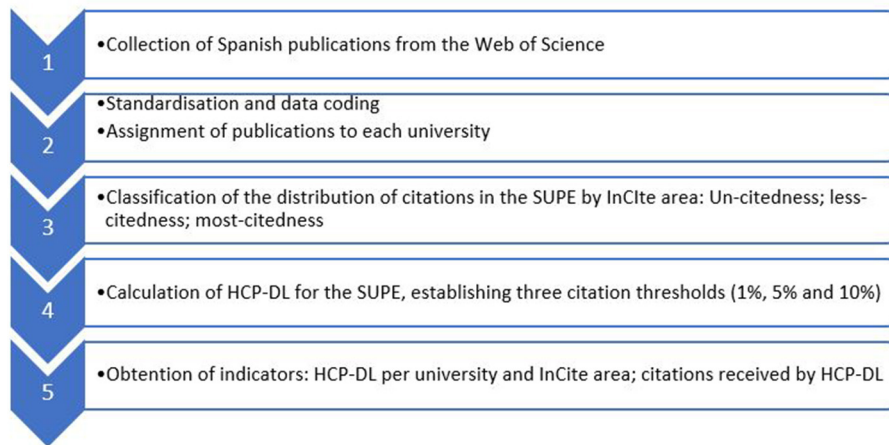 1
•Collection of Spanish publications from the Web of Science
2
•Standardisation and data coding
•Assignment of publications to each university
3
•Classification of the distribution of citations in the SUPE by InCIte area: Un-citedness; less-
citedness; most-citedness
4
•Calculation of HCP-DL for the SUPE, establishing three citation thresholds (1%, 5% and 10%)
5
•Obtention of indicators: HCP-DL per university and InCite area; citations received by HCP-DL